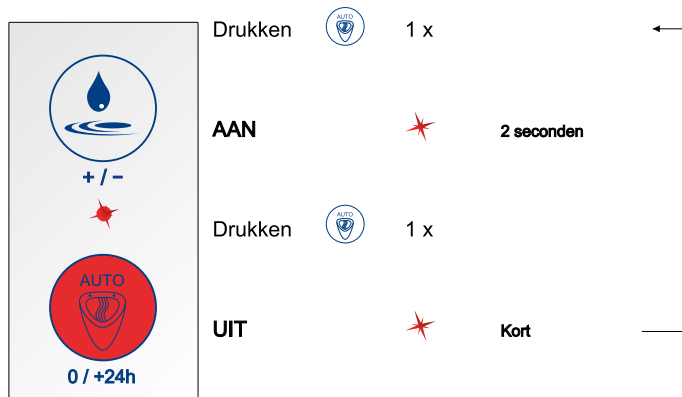 Drukken AUTO 1 x
AAN 2 seconden
+ / −
Drukken AUTO 1 x
AUTO
UIT Kort
0 / +24h